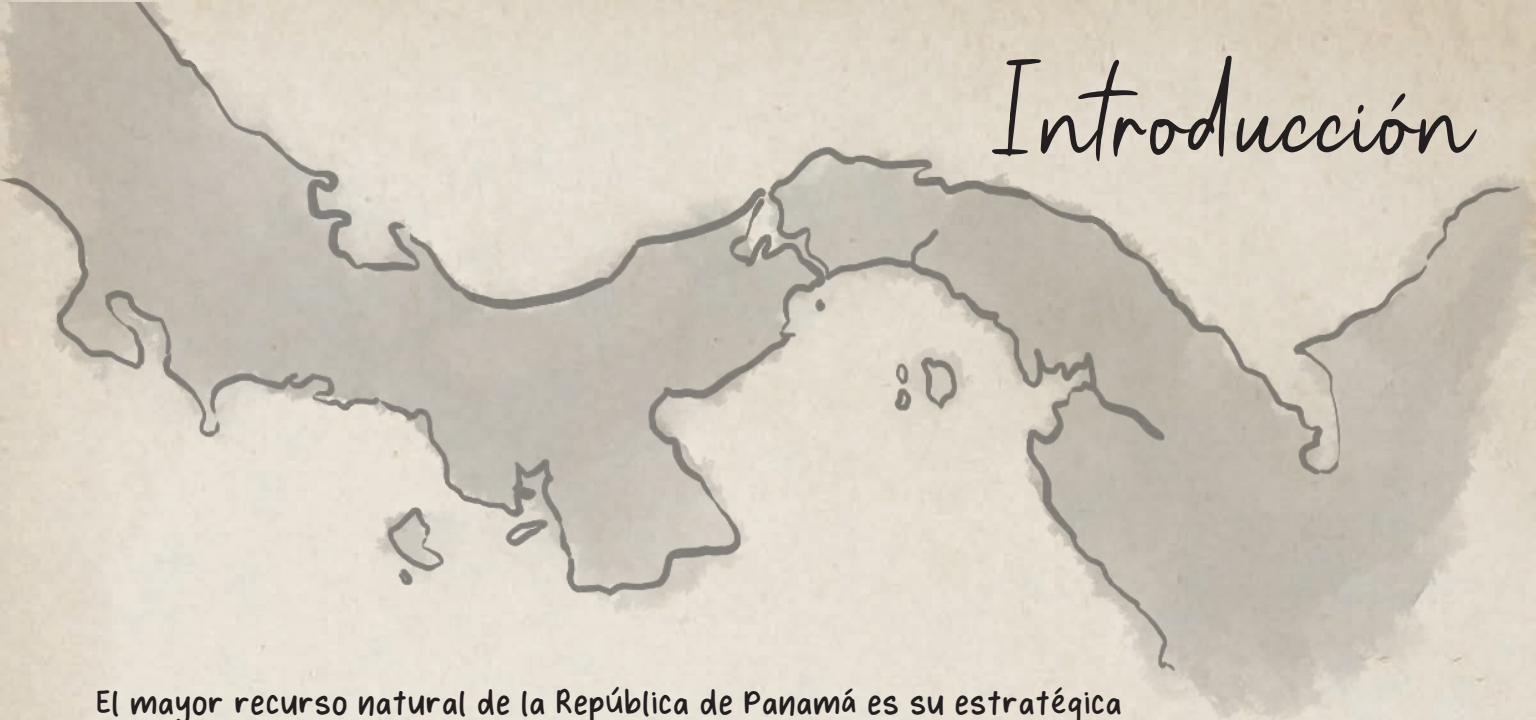 Introducción
El mayor recurso natural de la República de Panamá es su estratégica